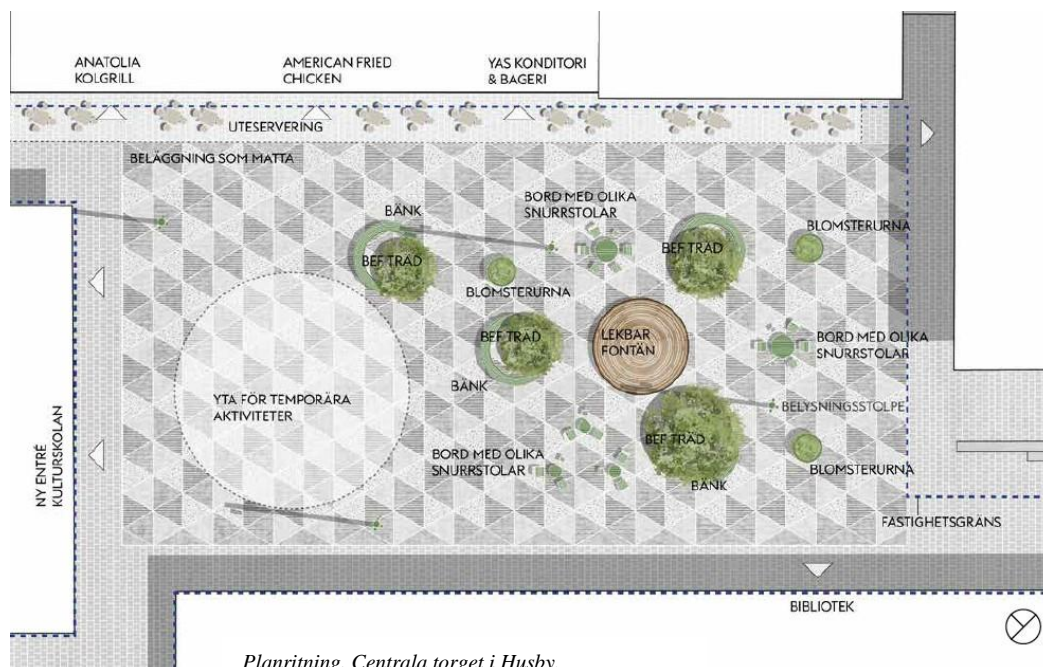 ANATOLIA
KOLGRILL
AMERICAN FRIED
CHICKEN
YAS KONDITORI
& BAGERI
UTESERVERING
BELÄGGNING SOM MATTA
BÄNK
BORD MED OLIKA
SNURRSTOLAR
BLOMSTERURNA
BEF TRÄD
BEF TRÄD
BLOMSTERURNA
BEF TRÄD
LEKBAR
FONTÄN
BORD MED OLIKA
SNURRSTOLAR
BÄNK
YTA FÖR TEMPORÄRA
AKTIVITETER
BELYSNINGSSTOLPE
BEF TRÄD
BORD MED OLIKA
SNURRSTOLAR
BLOMSTERURNA
BÄNK
NY ENTRÉ
KULTURSKOLAN
FASTIGHETSGRÄNS
BIBLIOTEK
Planritning. Centrala torget i Husby